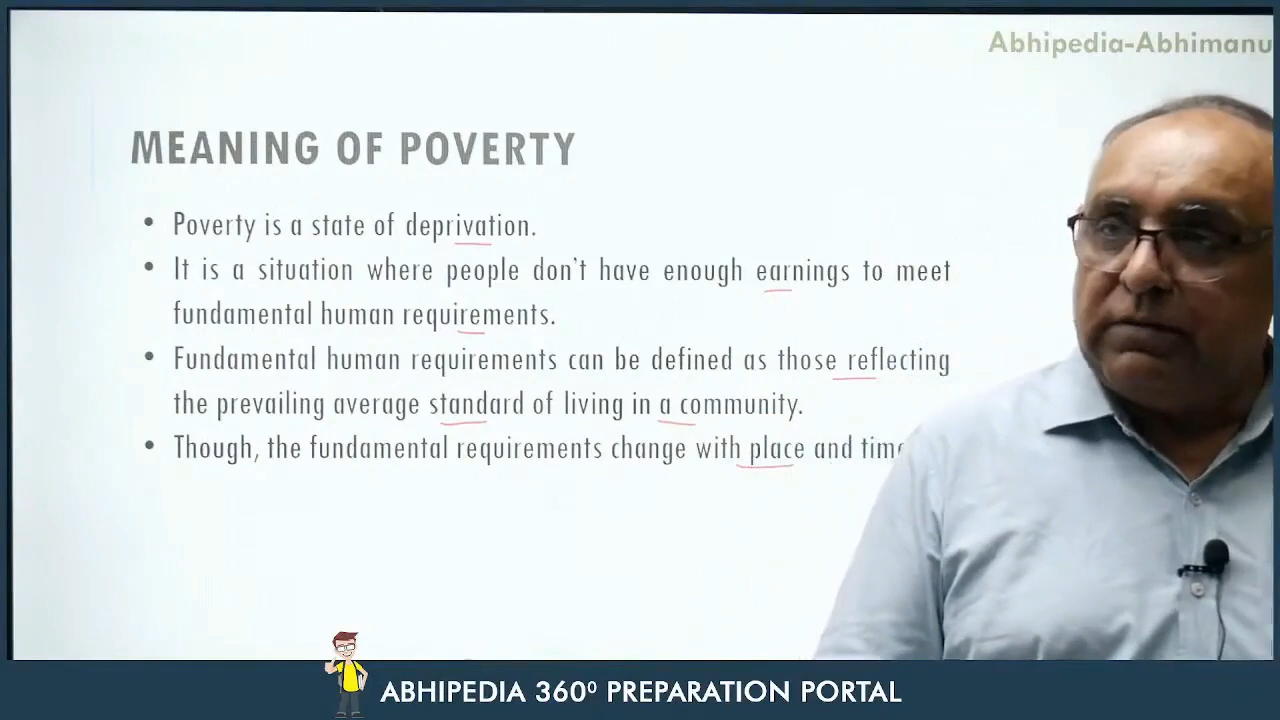 Abhipedia-Abhimanu
MEANING OF POVERTY
• Poverty is a state of deprivation.
• It is a situation where people don't have enough earnings to meet
fundamental human requirements.
• Fundamental human requirements can be defined as those reflecting
the prevailing average standard of living in a community.
• Though, the fundamental requirements change with place and time
ABHIPEDIA 360⁰ PREPARATION PORTAL